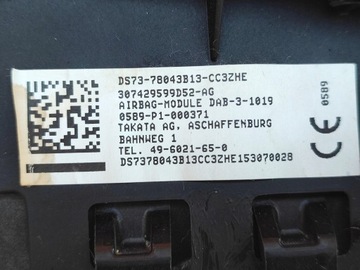 DS73-78043B13-CC3ZHE
307429599D52-AG
AIRBAG-MODULE DAB-3-1019
0589-P1-000371
TAKATA AG, ASCHAFFENBURG
BAHNWEG 1
TEL. 49-6021-65-0
DS7378043B13CC3ZHE153070028
0589
CE